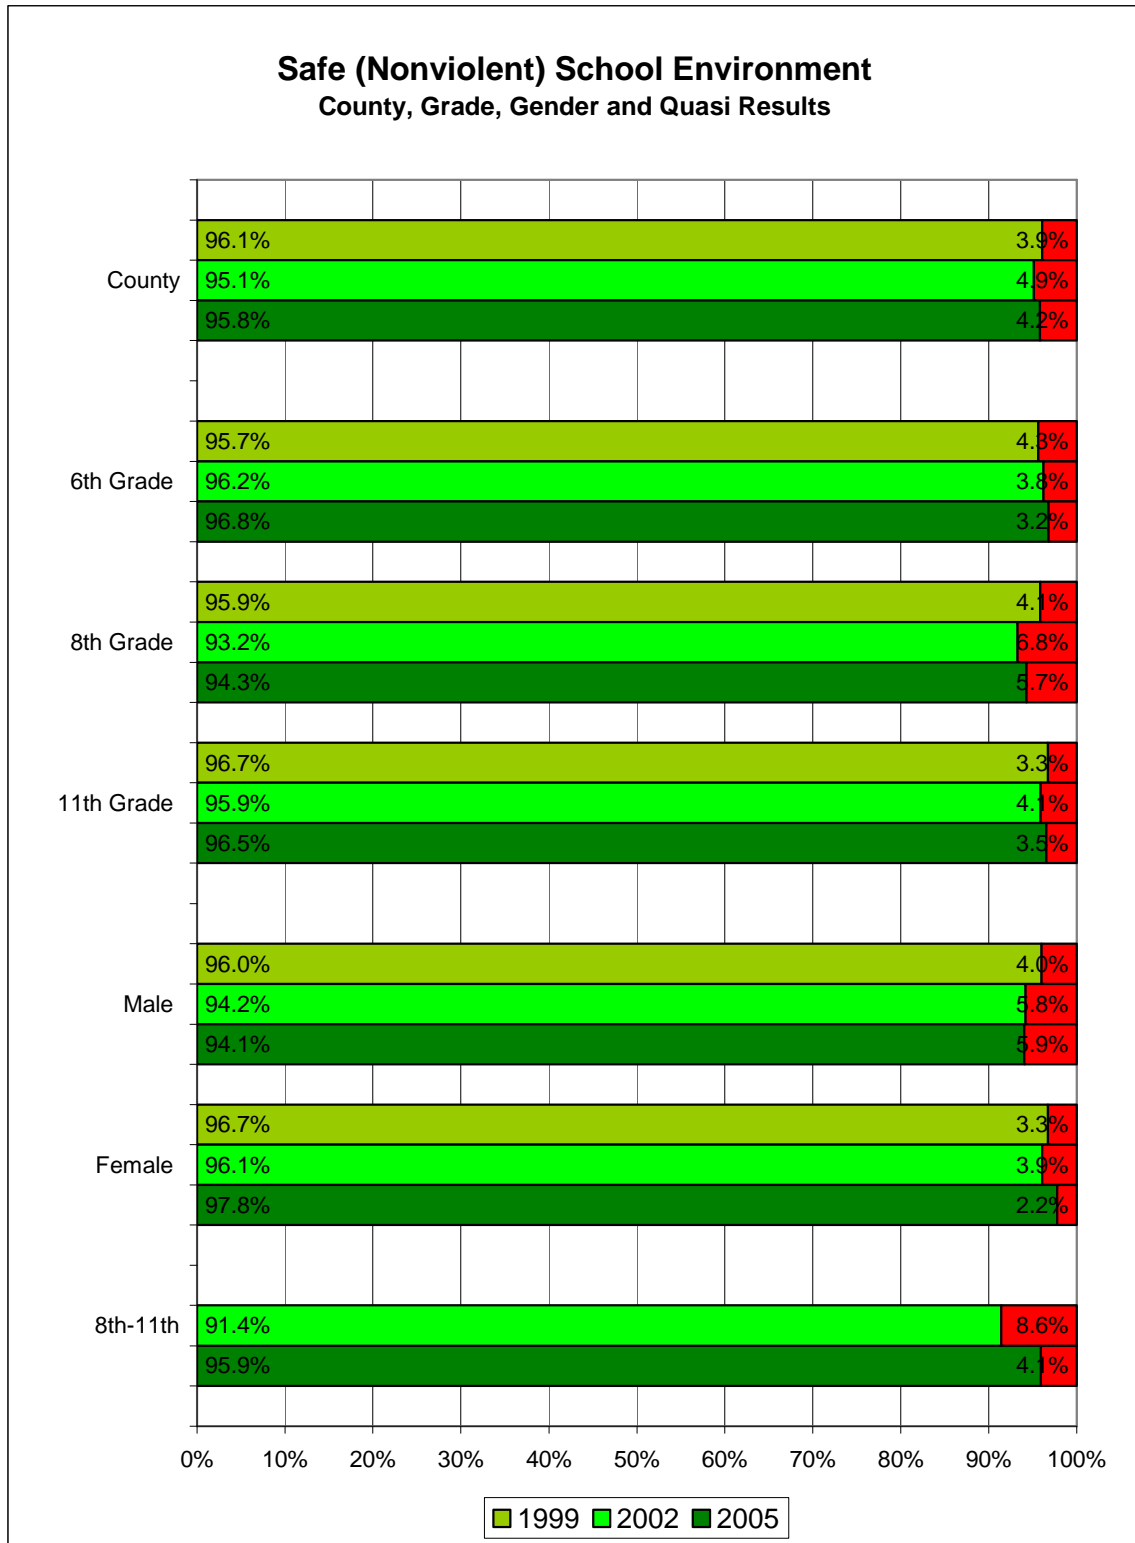 Safe (Nonviolent) School Environment
County, Grade, Gender and Quasi Results
96.1% 3.9%
County 95.1% 4.9%
95.8% 4.2%
95.7% 4.3%
6th Grade 96.2% 3.8%
96.8% 3.2%
95.9% 4.1%
8th Grade 93.2% 6.8%
94.3% 5.7%
96.7% 3.3%
11th Grade 95.9% 4.1%
96.5% 3.5%
96.0% 4.0%
Male 94.2% 5.8%
94.1% 5.9%
96.7% 3.3%
Female 96.1% 3.9%
97.8% 2.2%
8th-11th 91.4% 8.6%
95.9% 4.1%
0% 10% 20% 30% 40% 50% 60% 70% 80% 90% 100%
1999 2002 2005